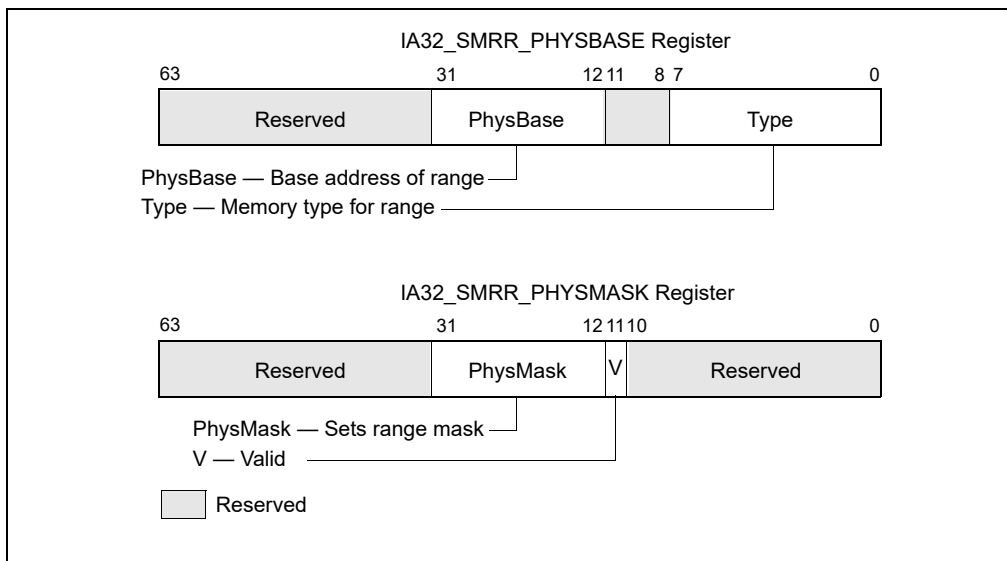 IA32_SMRR_PHYSBASE Register
63 31 12 11 8 7 0
Reserved PhysBase Type
PhysBase — Base address of range
Type — Memory type for range
IA32_SMRR_PHYSMASK Register
63 31 12 11 10 0
Reserved PhysMask V Reserved
PhysMask — Sets range mask
V — Valid
Reserved